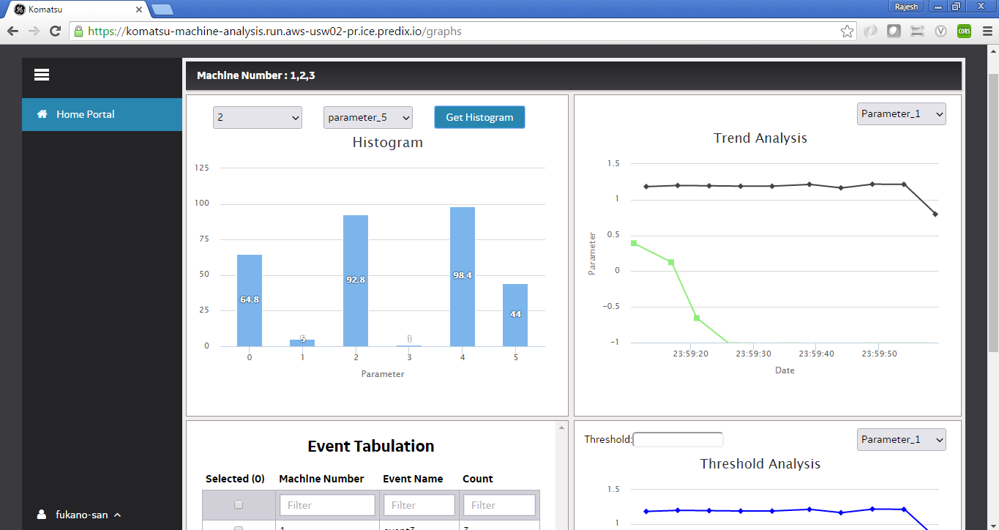 Komatsu
Rajesh
https://komatsu-machine-analysis.run.aws-usw02-pr.ice.predix.io/graphs
CORS
Machine Number : 1,2,3
Home Portal
2
parameter_5
Get Histogram
Histogram
125
100
75
50
25
0
64.8
5
92.8
1
98.4
44
0 1 2 3 4 5
Parameter
Parameter_1
Trend Analysis
1.5
1
0.5
0
-0.5
-1
Parameter
23:59:20 23:59:30 23:59:40 23:59:50
Date
Event Tabulation
Selected (0) Machine Number Event Name Count
Filter Filter Filter
Threshold:
Parameter_1
Threshold Analysis
1.5
1
fukano-san